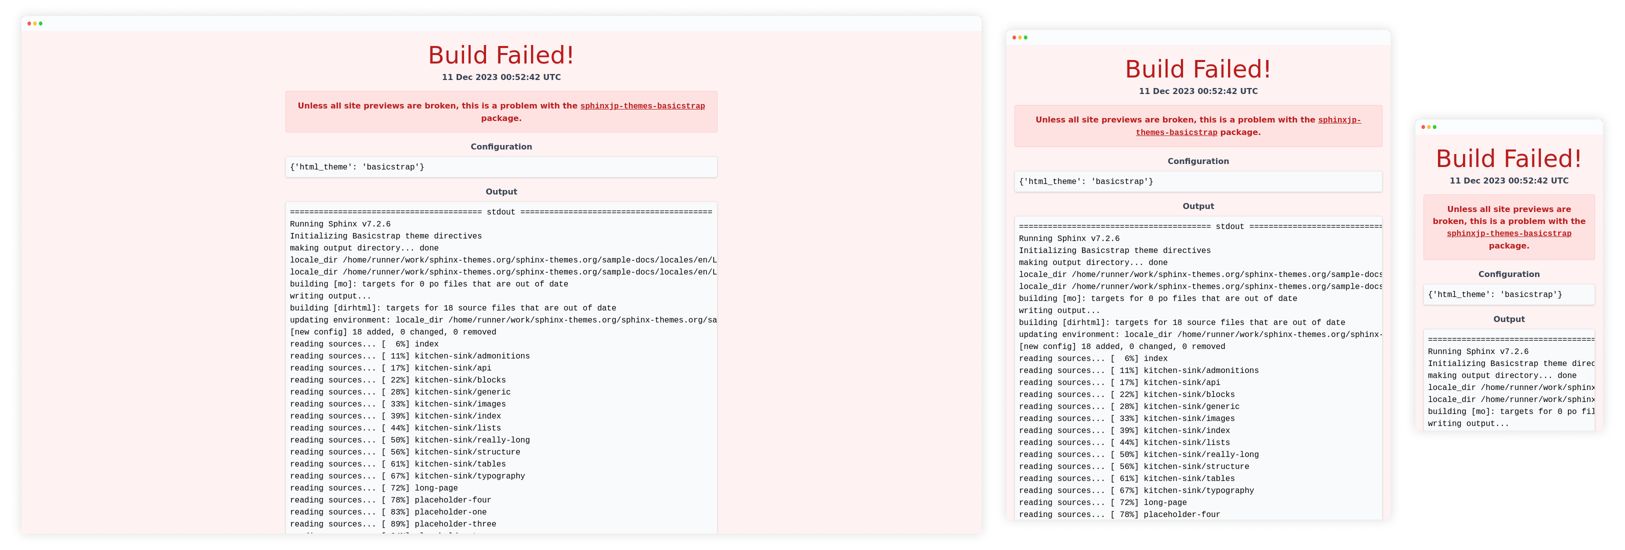 Build Failed!
11 Dec 2023 00:52:42 UTC
Unless all site previews are broken, this is a problem with the sphinxjp-themes-basicstrap
package.
Configuration
{'html_theme': 'basicstrap'}
Output
======================================== stdout ========================================
Running Sphinx v7.2.6
Initializing Basicstrap theme directives
making output directory... done
locale_dir /home/runner/work/sphinx-themes.org/sphinx-themes.org/sample-docs/locales/en/L
locale_dir /home/runner/work/sphinx-themes.org/sphinx-themes.org/sample-docs/locales/en/L
building [mo]: targets for 0 po files that are out of date
writing output...
building [dirhtml]: targets for 18 source files that are out of date
updating environment: locale_dir /home/runner/work/sphinx-themes.org/sphinx-themes.org/sa
[new config] 18 added, 0 changed, 0 removed
reading sources... [  6%] index
reading sources... [ 11%] kitchen-sink/admonitions
reading sources... [ 17%] kitchen-sink/api
reading sources... [ 22%] kitchen-sink/blocks
reading sources... [ 28%] kitchen-sink/generic
reading sources... [ 33%] kitchen-sink/images
reading sources... [ 39%] kitchen-sink/index
reading sources... [ 44%] kitchen-sink/lists
reading sources... [ 50%] kitchen-sink/really-long
reading sources... [ 56%] kitchen-sink/structure
reading sources... [ 61%] kitchen-sink/tables
reading sources... [ 67%] kitchen-sink/typography
reading sources... [ 72%] long-page
reading sources... [ 78%] placeholder-four
reading sources... [ 83%] placeholder-one
reading sources... [ 89%] placeholder-three
Build Failed!
11 Dec 2023 00:52:42 UTC
Unless all site previews are broken, this is a problem with the sphinxjp-
themes-basicstrap package.
Configuration
{'html_theme': 'basicstrap'}
Output
======================================== stdout ============================
Running Sphinx v7.2.6
Initializing Basicstrap theme directives
making output directory... done
locale_dir /home/runner/work/sphinx-themes.org/sphinx-themes.org/sample-docs
locale_dir /home/runner/work/sphinx-themes.org/sphinx-themes.org/sample-docs
building [mo]: targets for 0 po files that are out of date
writing output...
building [dirhtml]: targets for 18 source files that are out of date
updating environment: locale_dir /home/runner/work/sphinx-themes.org/sphinx-
[new config] 18 added, 0 changed, 0 removed
reading sources... [  6%] index
reading sources... [ 11%] kitchen-sink/admonitions
reading sources... [ 17%] kitchen-sink/api
reading sources... [ 22%] kitchen-sink/blocks
reading sources... [ 28%] kitchen-sink/generic
reading sources... [ 33%] kitchen-sink/images
reading sources... [ 39%] kitchen-sink/index
reading sources... [ 44%] kitchen-sink/lists
reading sources... [ 50%] kitchen-sink/really-long
reading sources... [ 56%] kitchen-sink/structure
reading sources... [ 61%] kitchen-sink/tables
reading sources... [ 67%] kitchen-sink/typography
reading sources... [ 72%] long-page
reading sources... [ 78%] placeholder-four
Build Failed!
11 Dec 2023 00:52:42 UTC
Unless all site previews are
broken, this is a problem with the
sphinxjp-themes-basicstrap
package.
Configuration
{'html_theme': 'basicstrap'}
Output
===================================
Running Sphinx v7.2.6
Initializing Basicstrap theme direc
making output directory... done
locale_dir /home/runner/work/sphinx
locale_dir /home/runner/work/sphinx
building [mo]: targets for 0 po fil
writing output...